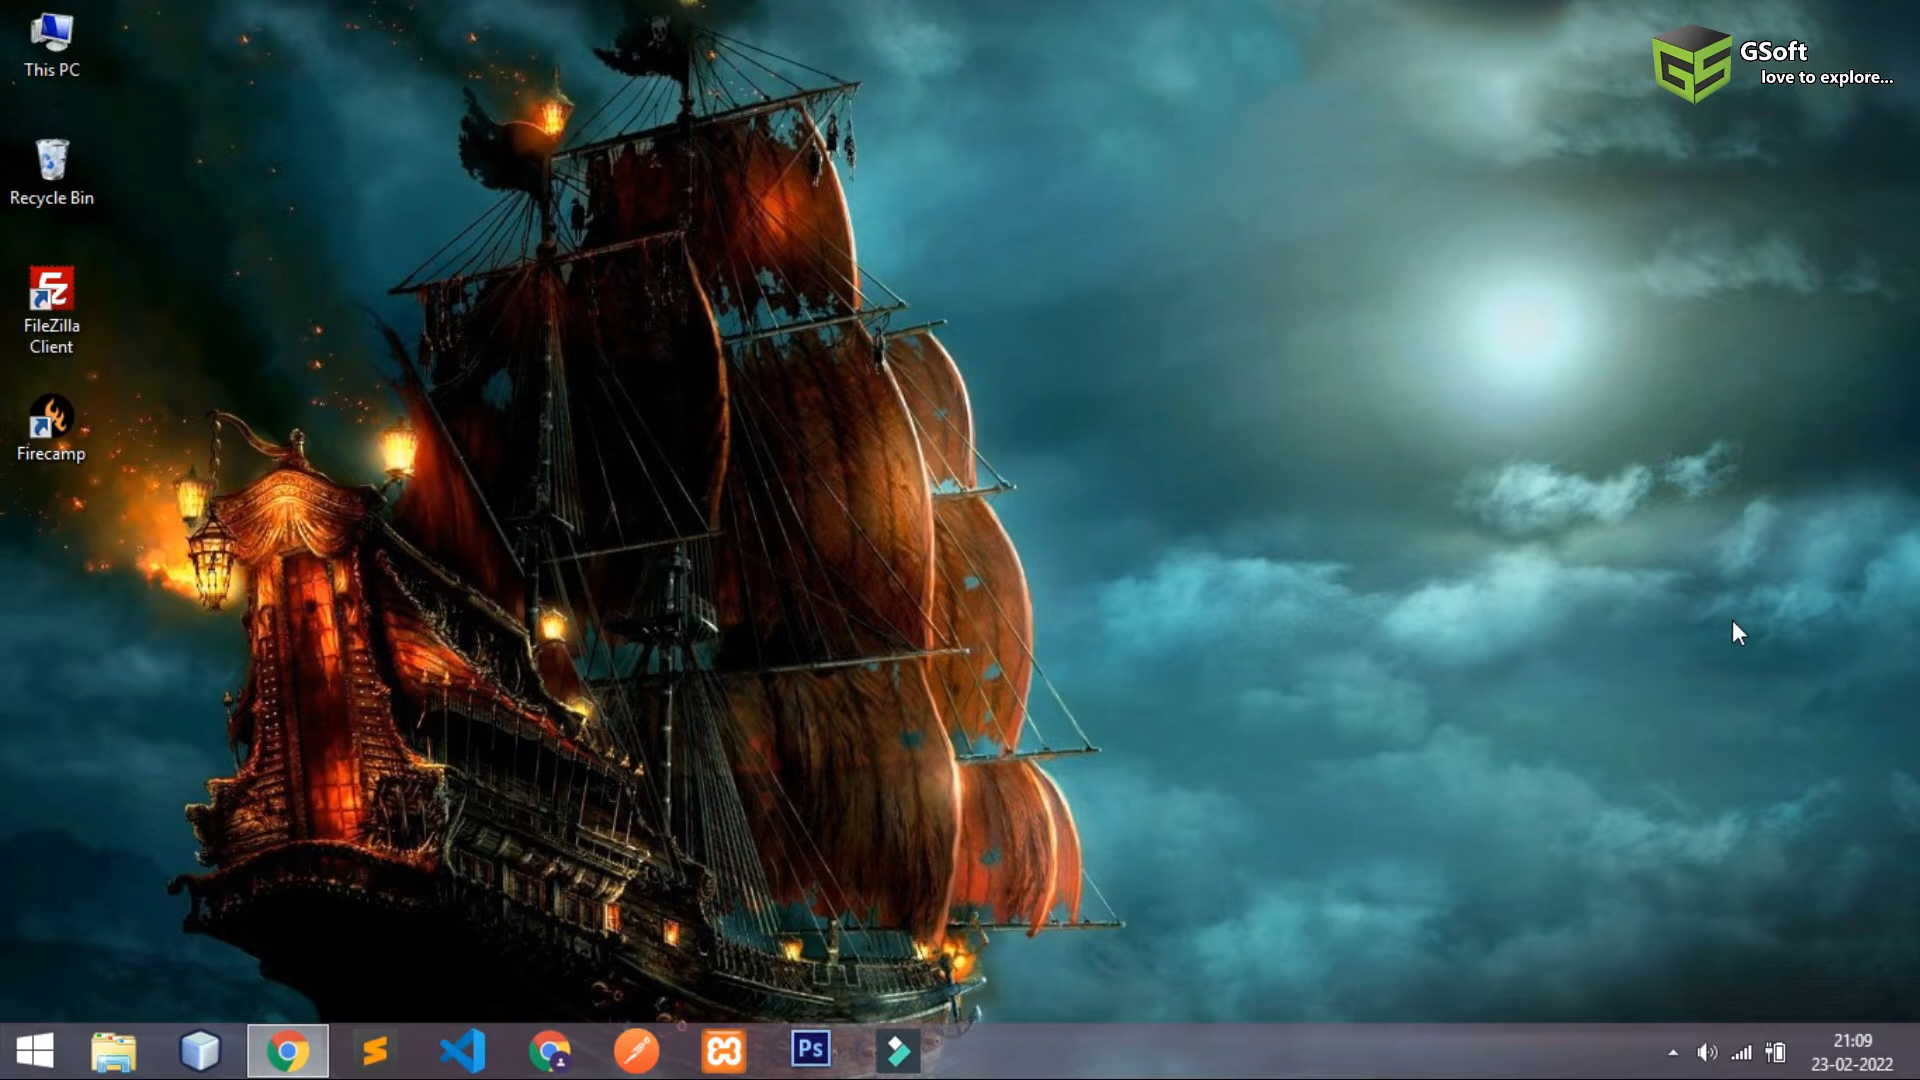 This PC
GSoft
love to explore...
Recycle Bin
FileZilla
Client
Firecamp
Ps
21:09
23-02-2022